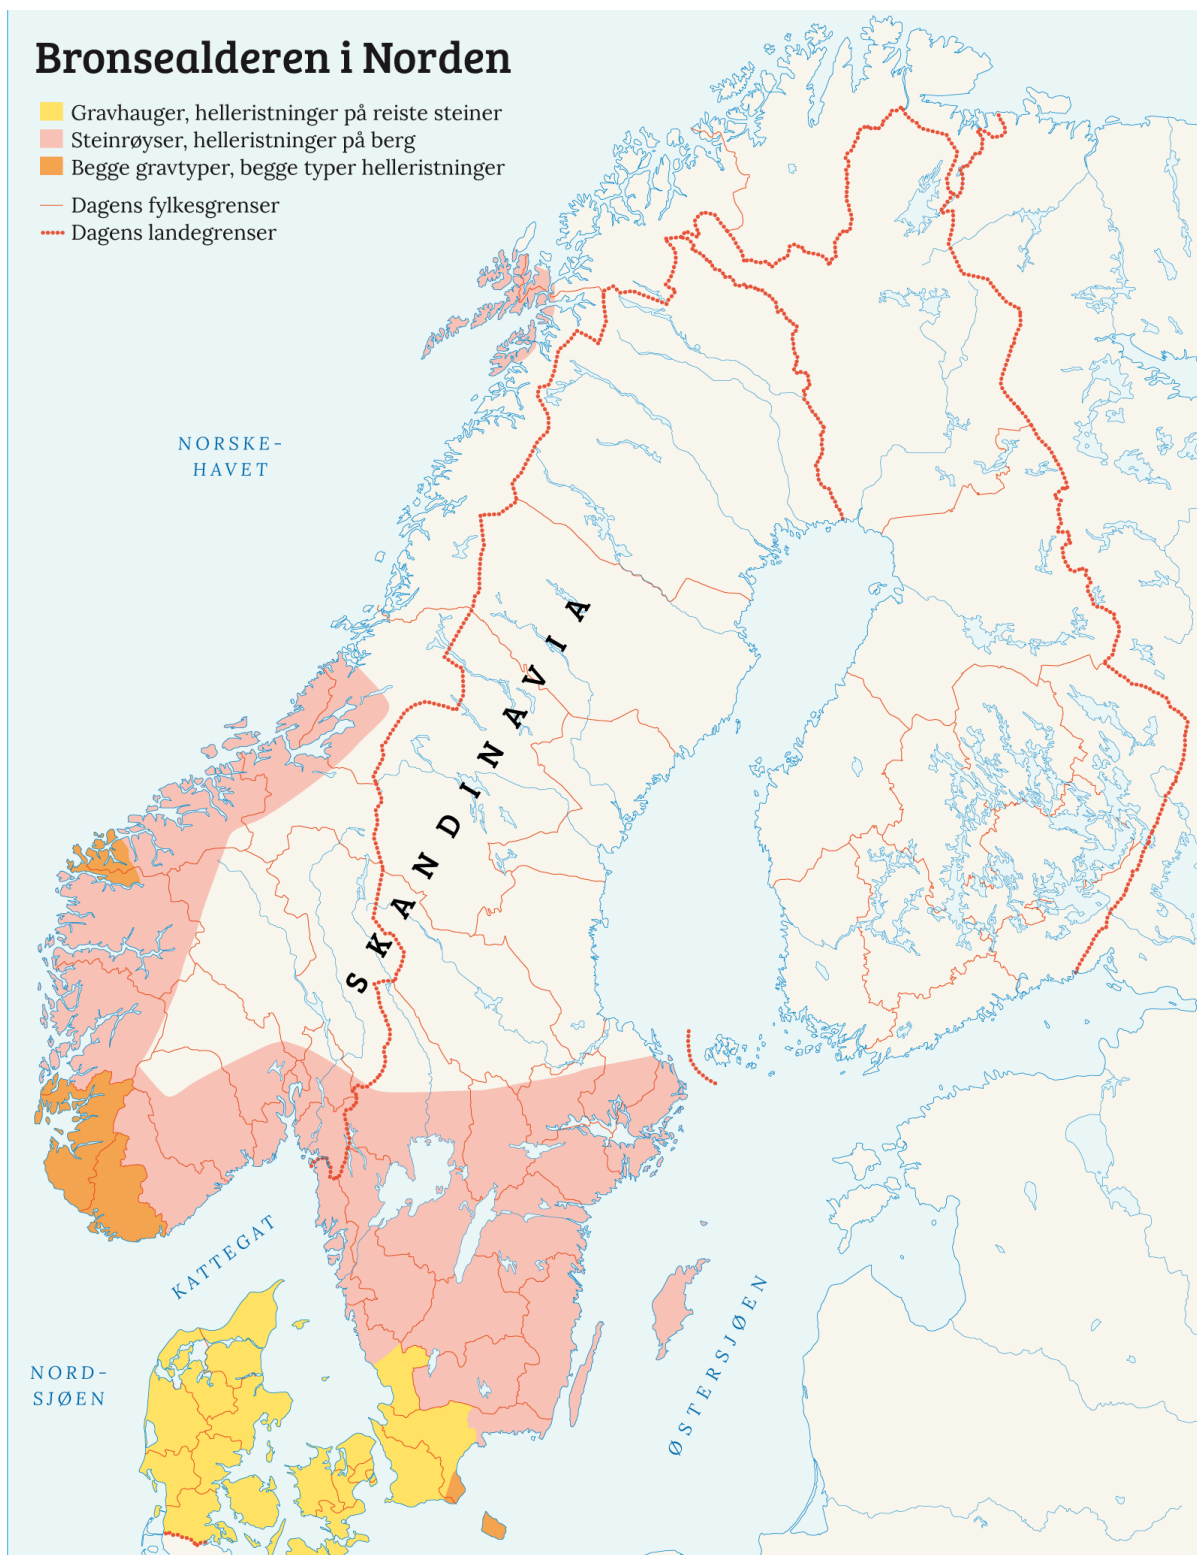 Bronsealderen i Norden
Gravhauger, helleristninger på reiste steiner
Steinrøyser, helleristninger på berg
Begge gravtyper, begge typer helleristninger
Dagens fylkesgrenser
Dagens landegrenser
NORSKE-
HAVET
SKANDINAVIA
KATTEGAT
NORD-
SJØEN
ØSTERSJØEN